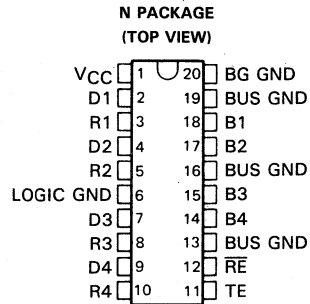 N PACKAGE
(TOP VIEW)
VCC 1 20 BG GND
D1 2 19 BUS GND
R1 3 18 B1
D2 4 17 B2
R2 5 16 BUS GND
LOGIC GND 6 15 B3
D3 7 14 B4
R3 8 13 BUS GND
D4 9 12 R̅E̅
R4 10 11 TE